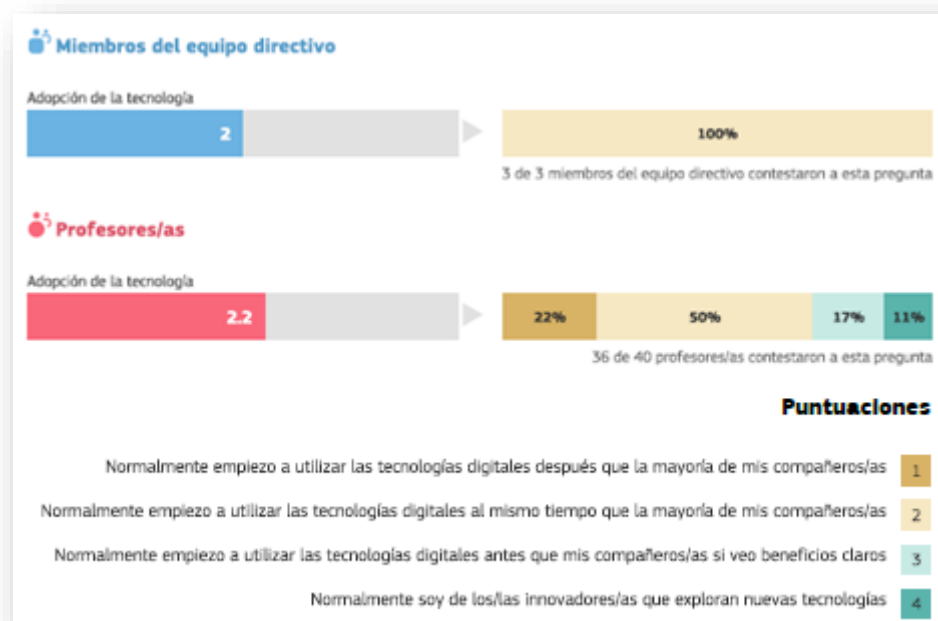 Miembros del equipo directivo
Adopción de la tecnología
2
100%
3 de 3 miembros del equipo directivo contestaron a esta pregunta
Profesores/as
Adopción de la tecnología
2.2
22% 50% 17% 11%
36 de 40 profesores/as contestaron a esta pregunta
Puntuaciones
Normalmente empiezo a utilizar las tecnologías digitales después que la mayoría de mis compañeros/as 1
Normalmente empiezo a utilizar las tecnologías digitales al mismo tiempo que la mayoría de mis compañeros/as 2
Normalmente empiezo a utilizar las tecnologías digitales antes que mis compañeros/as si veo beneficios claros 3
Normalmente soy de los/las innovadores/as que exploran nuevas tecnologías 4